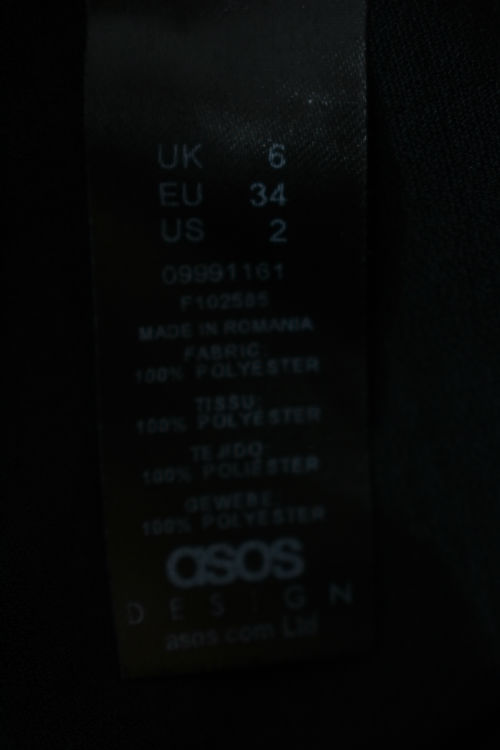 UK 6
EU 34
US 2
09991161
F102585
MADE IN ROMANIA
FABRIC:
100% POLYESTER
TISSU:
100% POLYESTER
TEJIDO:
100% POLIESTER
GEWEBE:
100% POLYESTER
asos
DESIGN
asos.com Ltd